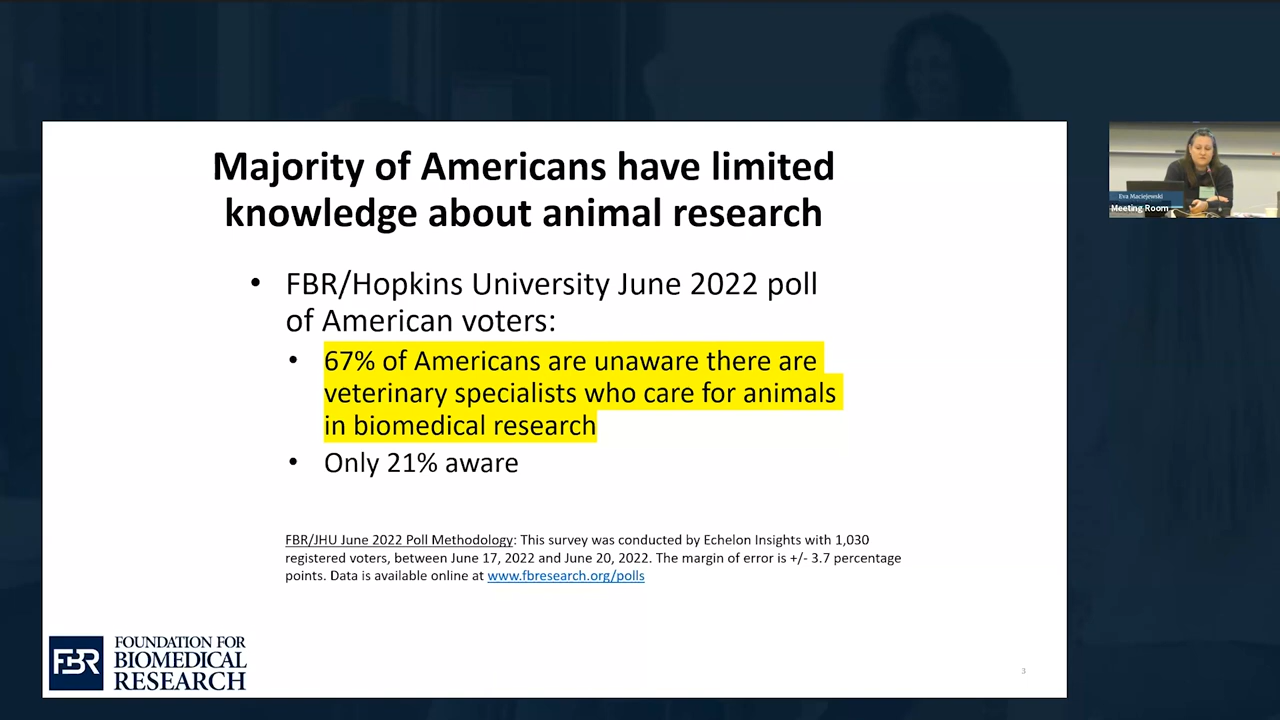 Majority of Americans have limited
knowledge about animal research
• FBR/Hopkins University June 2022 poll
of American voters:
• 67% of Americans are unaware there are
veterinary specialists who care for animals
in biomedical research
• Only 21% aware
FBR/JHU June 2022 Poll Methodology: This survey was conducted by Echelon Insights with 1,030
registered voters, between June 17, 2022 and June 20, 2022. The margin of error is +/- 3.7 percentage
points. Data is available online at www.fbresearch.org/polls
FBR
FOUNDATION FOR
BIOMEDICAL
RESEARCH
3
Eva Maciejewski
Meeting Room